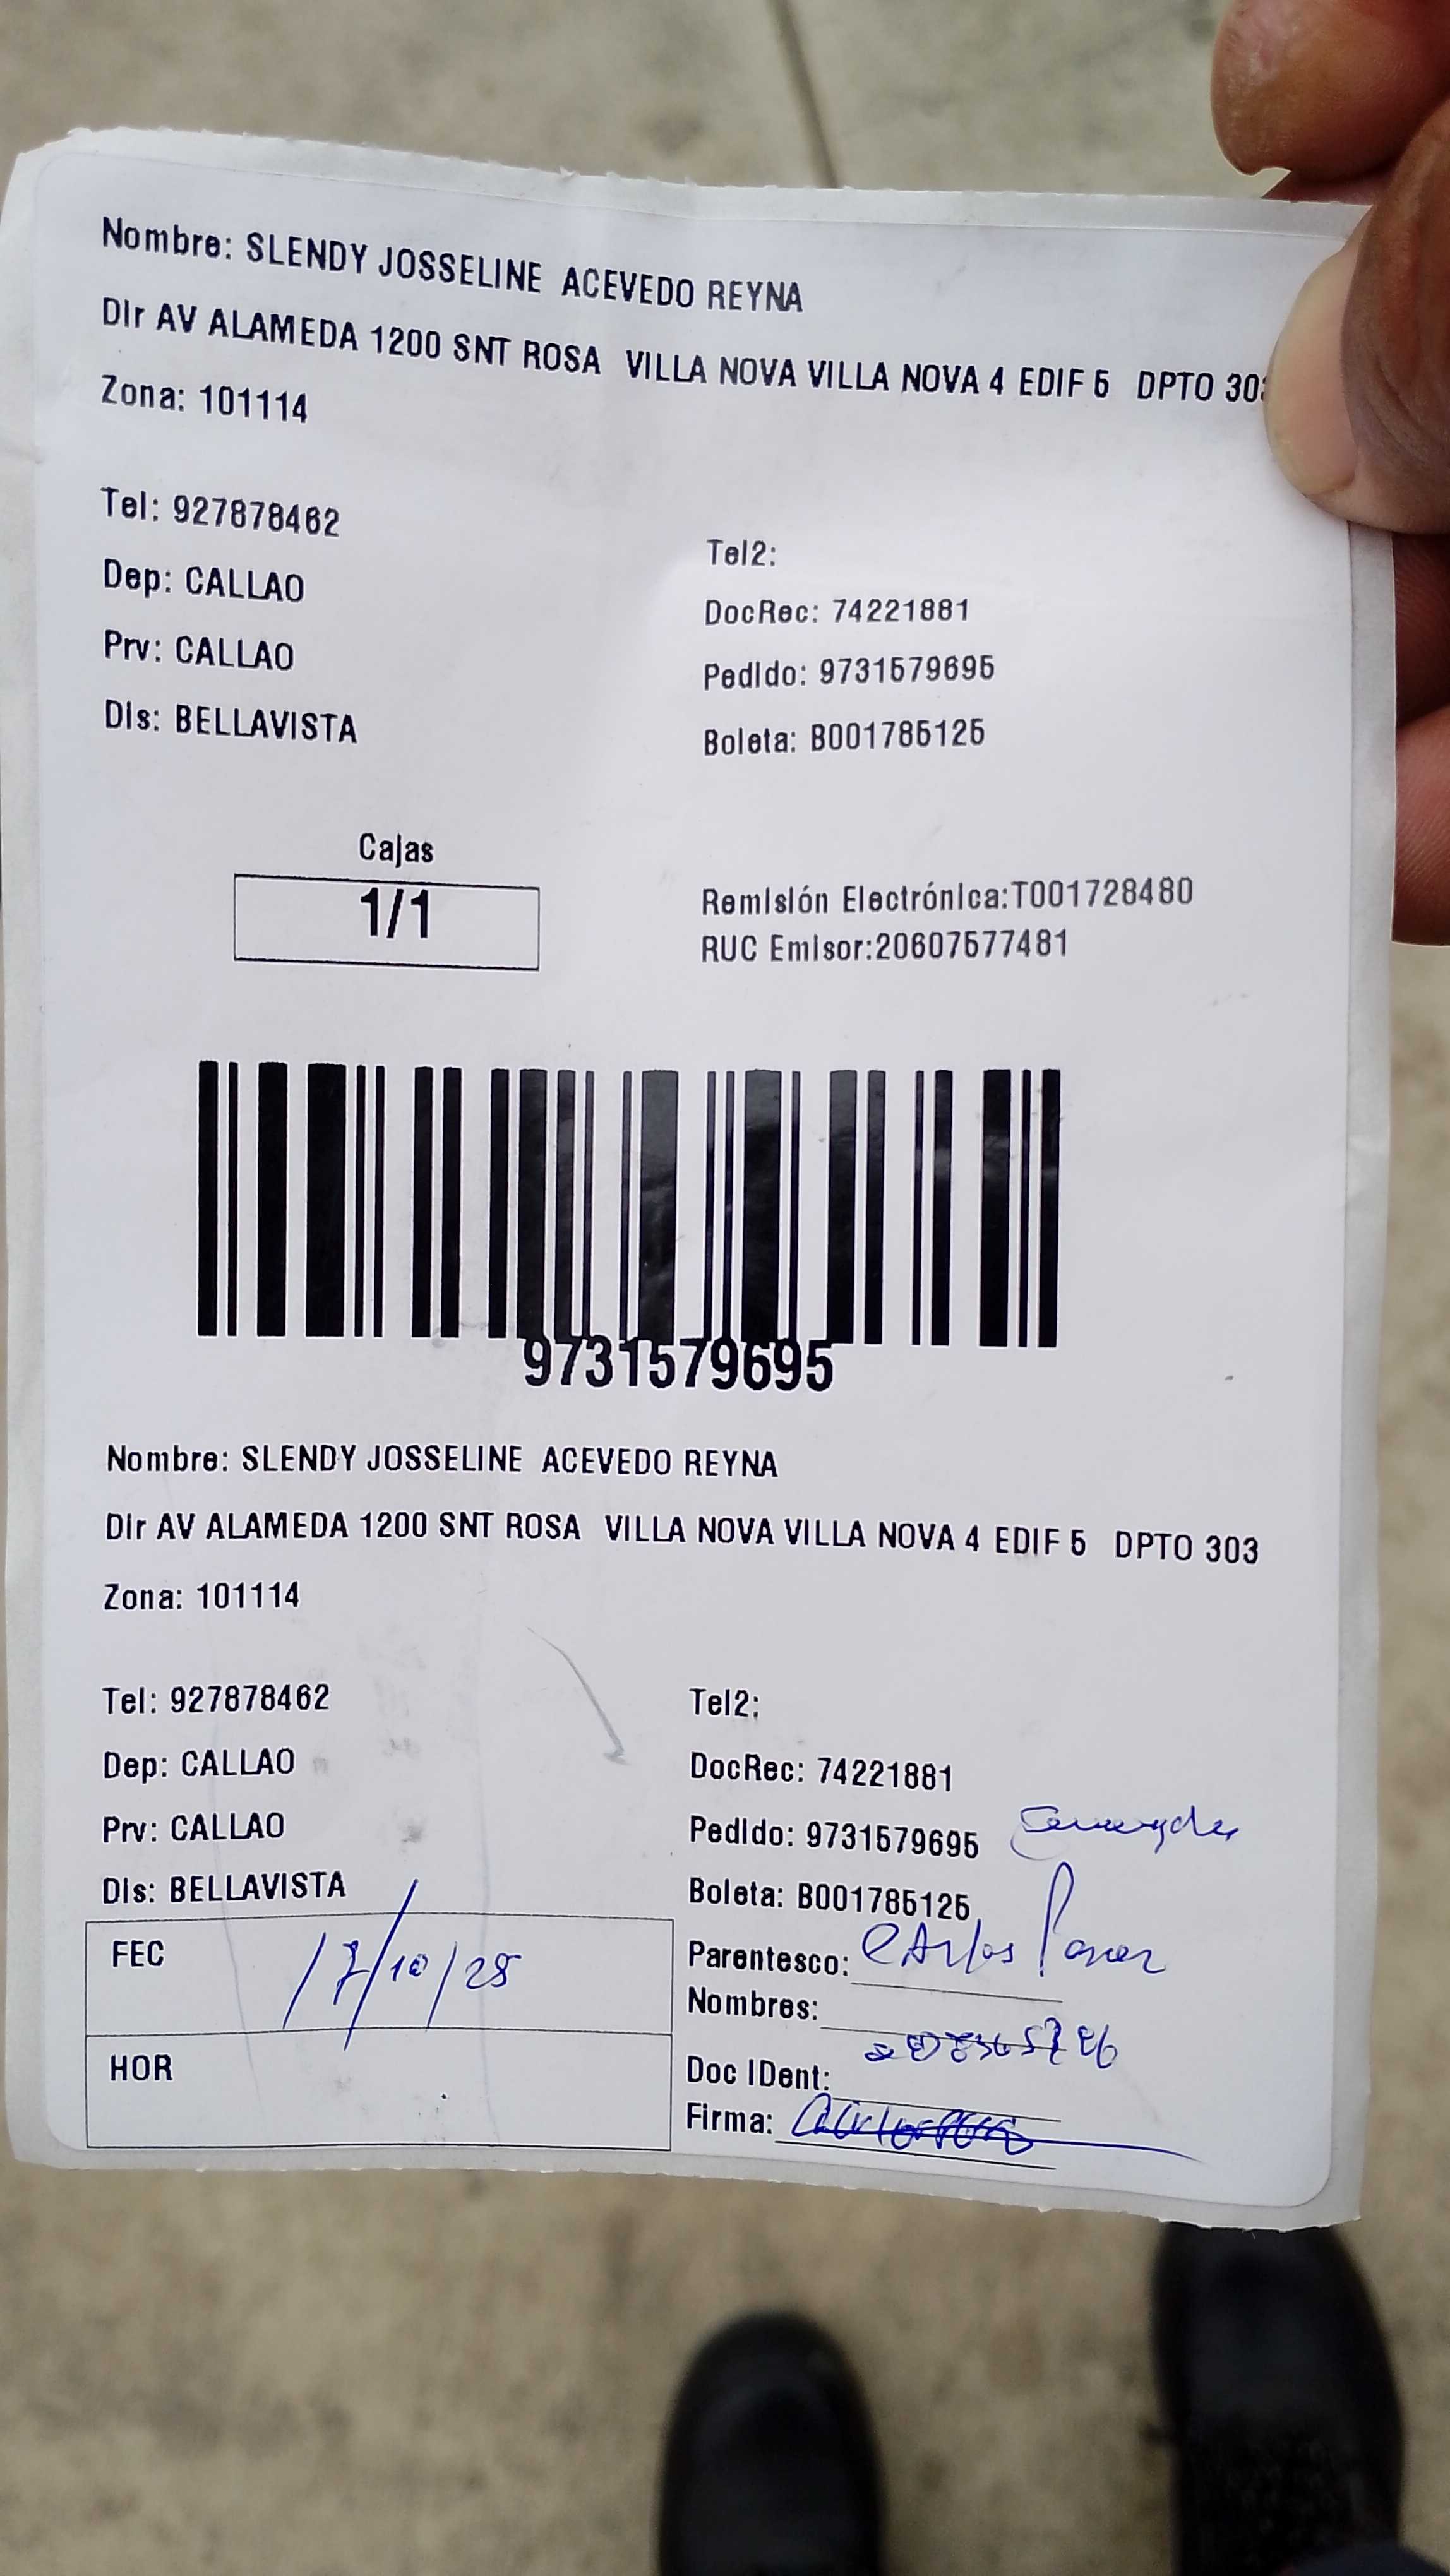 Nombre: SLENDY JOSSELINE ACEVEDO REYNA
Dir AV ALAMEDA 1200 SNT ROSA VILLA NOVA VILLA NOVA 4 EDIF 5 DPTO 303
Zona: 101114
Tel: 927878462
Tel2:
Dep: CALLAO
DocRec: 74221881
Prv: CALLAO
Pedido: 9731579695
Dis: BELLAVISTA
Boleta: B001785125
Cajas
1/1
Remisión Electrónica:T001728480
RUC Emisor:20607577481
9731579695
Nombre: SLENDY JOSSELINE ACEVEDO REYNA
Dir AV ALAMEDA 1200 SNT ROSA VILLA NOVA VILLA NOVA 4 EDIF 5 DPTO 303
Zona: 101114
Tel: 927878462
Tel2:
Dep: CALLAO
DocRec: 74221881
Prv: CALLAO
Pedido: 9731579695
Dis: BELLAVISTA
Boleta: B001785125
FEC 17/10/25
Parentesco: CArlos
Nombres:
HOR
Doc IDent:
Firma: